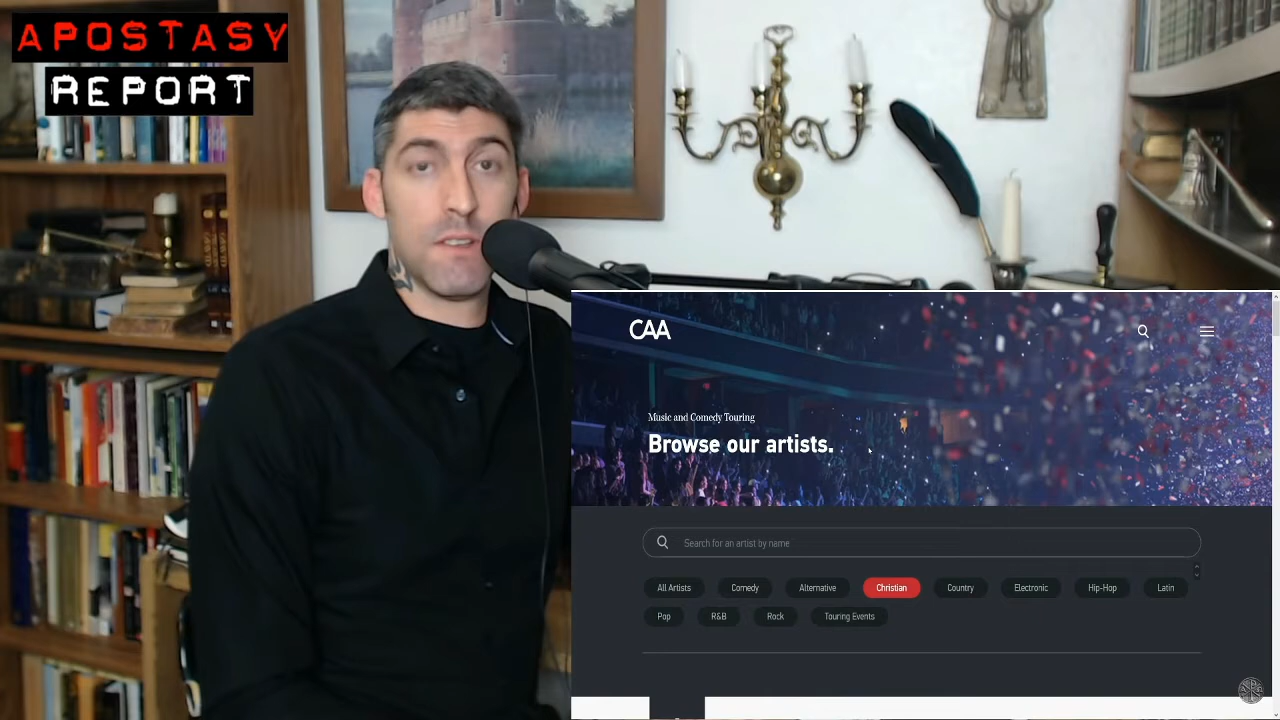 APOSTASY
REPORT
CAA
Music and Comedy Touring
Browse our artists.
Search for an artist by name
All Artists
Comedy
Alternative
Christian
Country
Electronic
Hip-Hop
Latin
Pop
R&B
Rock
Touring Events